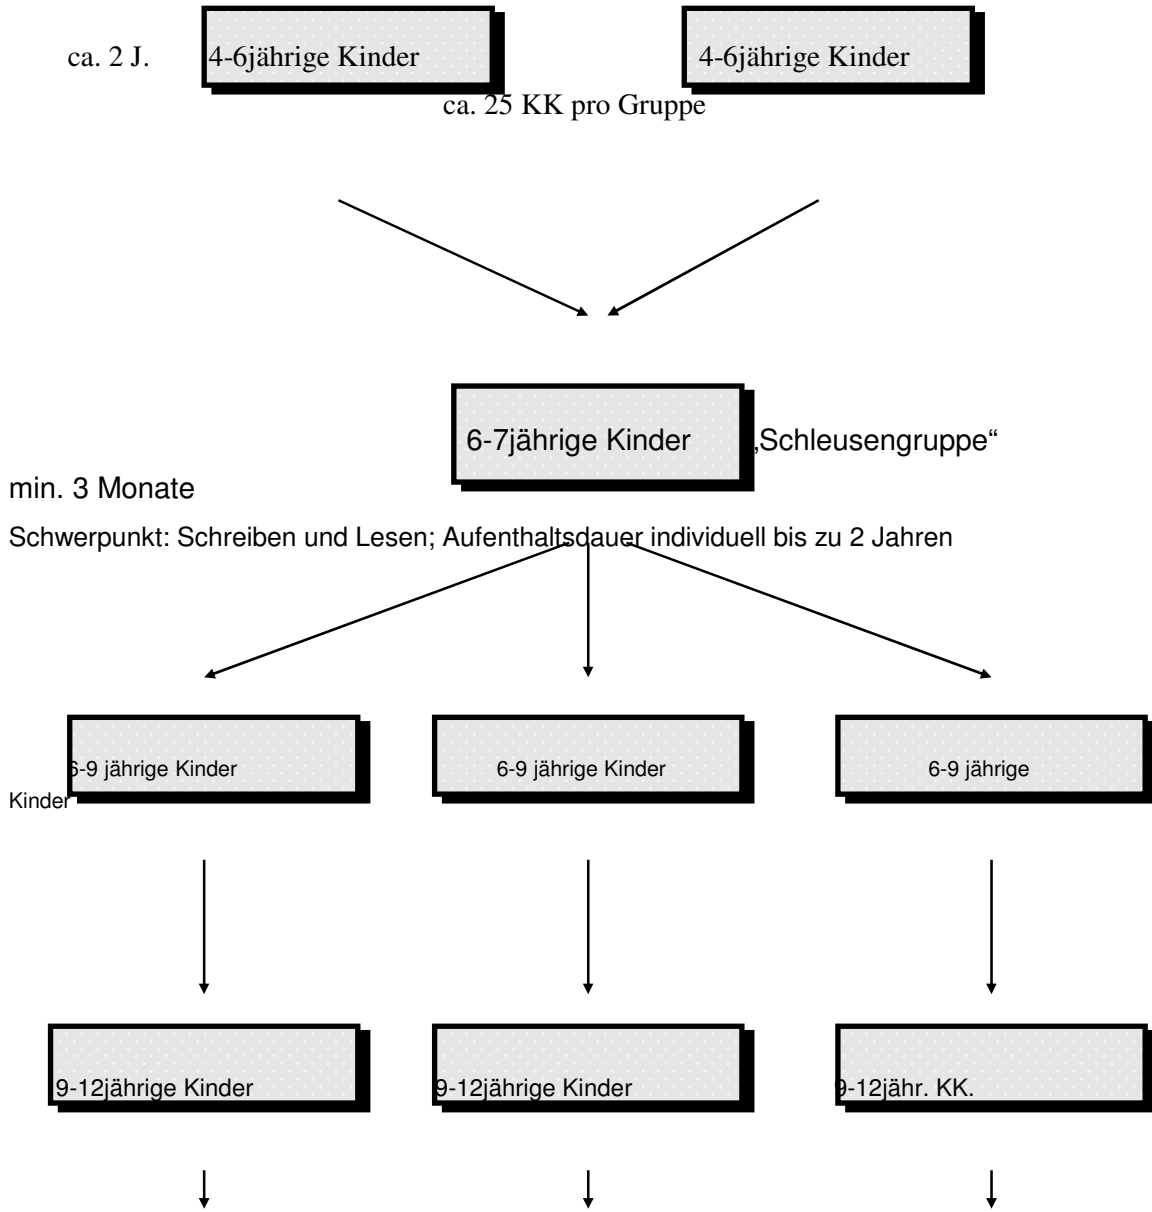 ca. 2 J. 4-6jährige Kinder 4-6jährige Kinder
ca. 25 KK pro Gruppe
6-7jährige Kinder „Schleusengruppe“
min. 3 Monate
Schwerpunkt: Schreiben und Lesen; Aufenthaltsdauer individuell bis zu 2 Jahren
6-9 jährige Kinder 6-9 jährige Kinder 6-9 jährige
Kinder
9-12jährige Kinder 9-12jährige Kinder 9-12jähr. KK.